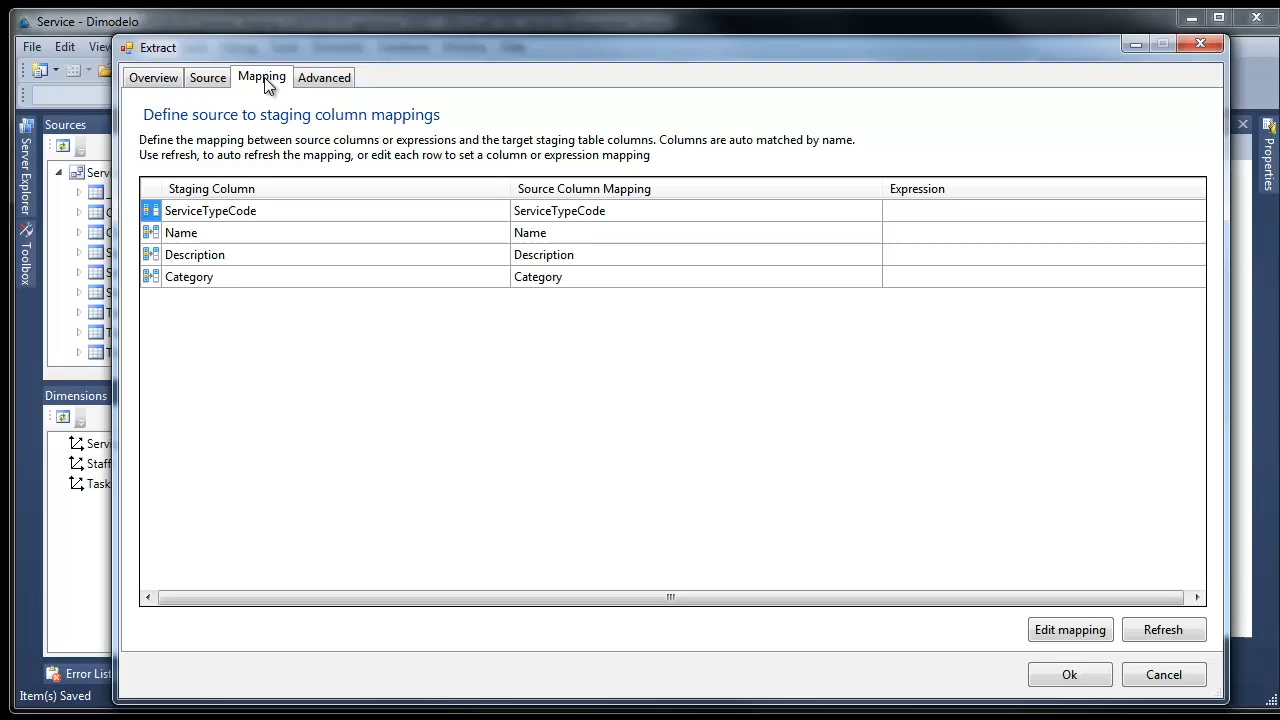 Service - Dimodelo
File Edit
Extract
Overview Source Mapping Advanced
Define source to staging column mappings
Define the mapping between source columns or expressions and the target staging table columns. Columns are auto matched by name.
Use refresh, to auto refresh the mapping, or edit each row to set a column or expression mapping
Staging Column Source Column Mapping Expression
ServiceTypeCode ServiceTypeCode
Name Name
Description Description
Category Category
Edit mapping Refresh
Ok Cancel
Server Explorer
Toolbox
Sources
Dimensions
Staff
Task
Properties
Error List
Item(s) Saved